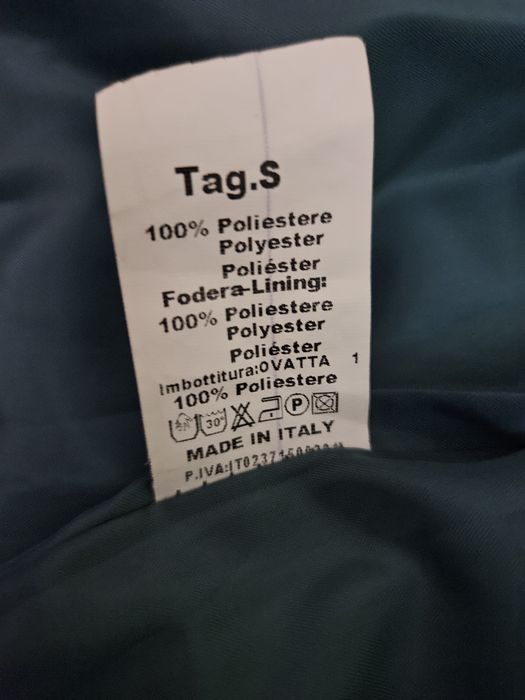 Tag.S
100% Poliestere
Polyester
Poliéster
Fodera-Lining:
100% Poliestere
Polyester
Poliéster
Imbottitura:OVATTA 1
100% Poliestere
30° P
MADE IN ITALY